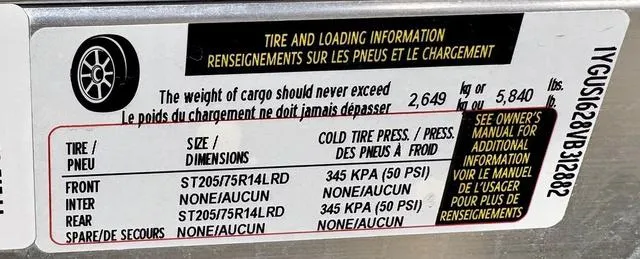 TIRE AND LOADING INFORMATION
RENSEIGNEMENTS SUR LES PNEUS ET LE CHARGEMENT
The weight of cargo should never exceed 2,649 kg or 5,840 lbs.
Le poids du chargement ne doit jamais dépasser kg ou lb.
TIRE / SIZE / COLD TIRE PRESS. / PRESS.
PNEU DIMENSIONS DES PNEUS À FROID
FRONT ST205/75R14LRD 345 KPA (50 PSI)
INTER NONE/AUCUN NONE/AUCUN
REAR ST205/75R14LRD 345 KPA (50 PSI)
SPARE/DE SECOURS NONE/AUCUN NONE/AUCUN
SEE OWNER'S
MANUAL FOR
ADDITIONAL
INFORMATION
VOIR LE MANUEL
DE L'USAGER
POUR PLUS DE
RENSEIGNEMENTS